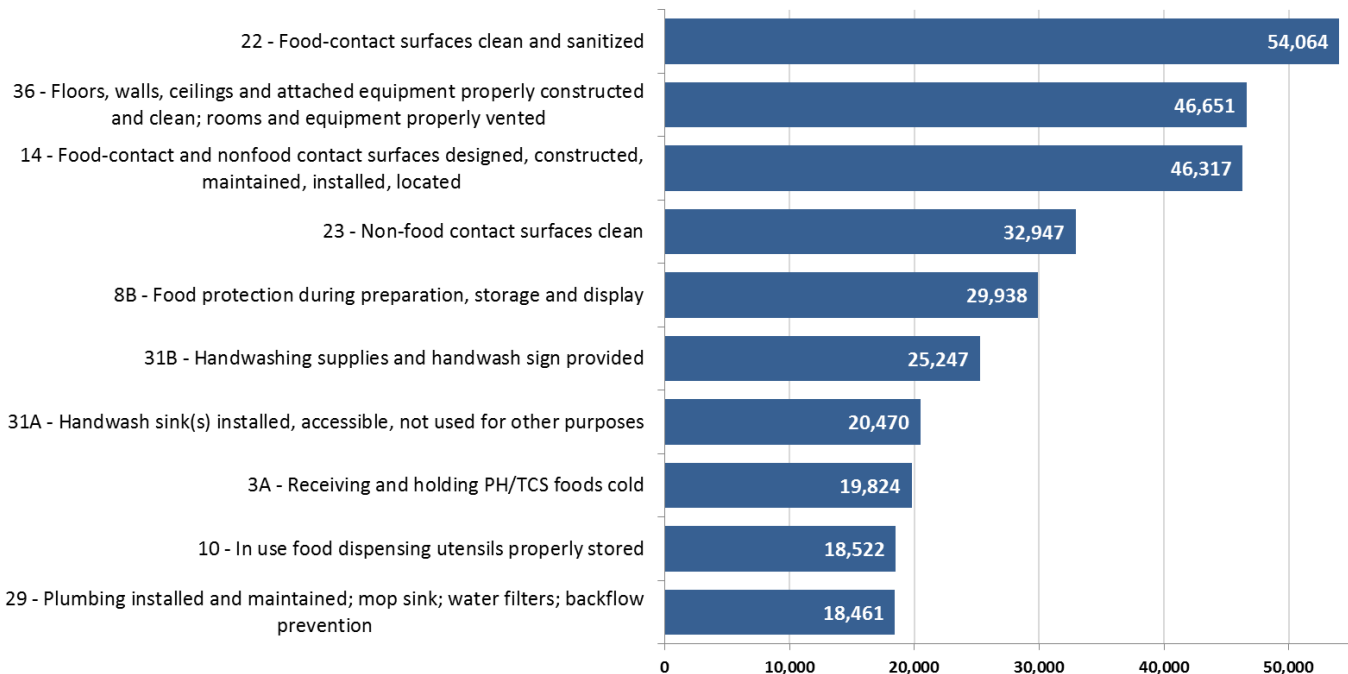 22 - Food-contact surfaces clean and sanitized
54,064
36 - Floors, walls, ceilings and attached equipment properly constructed
and clean; rooms and equipment properly vented
46,651
14 - Food-contact and nonfood contact surfaces designed, constructed,
maintained, installed, located
46,317
23 - Non-food contact surfaces clean
32,947
8B - Food protection during preparation, storage and display
29,938
31B - Handwashing supplies and handwash sign provided
25,247
31A - Handwash sink(s) installed, accessible, not used for other purposes
20,470
3A - Receiving and holding PH/TCS foods cold
19,824
10 - In use food dispensing utensils properly stored
18,522
29 - Plumbing installed and maintained; mop sink; water filters; backflow
prevention
18,461
0 10,000 20,000 30,000 40,000 50,000